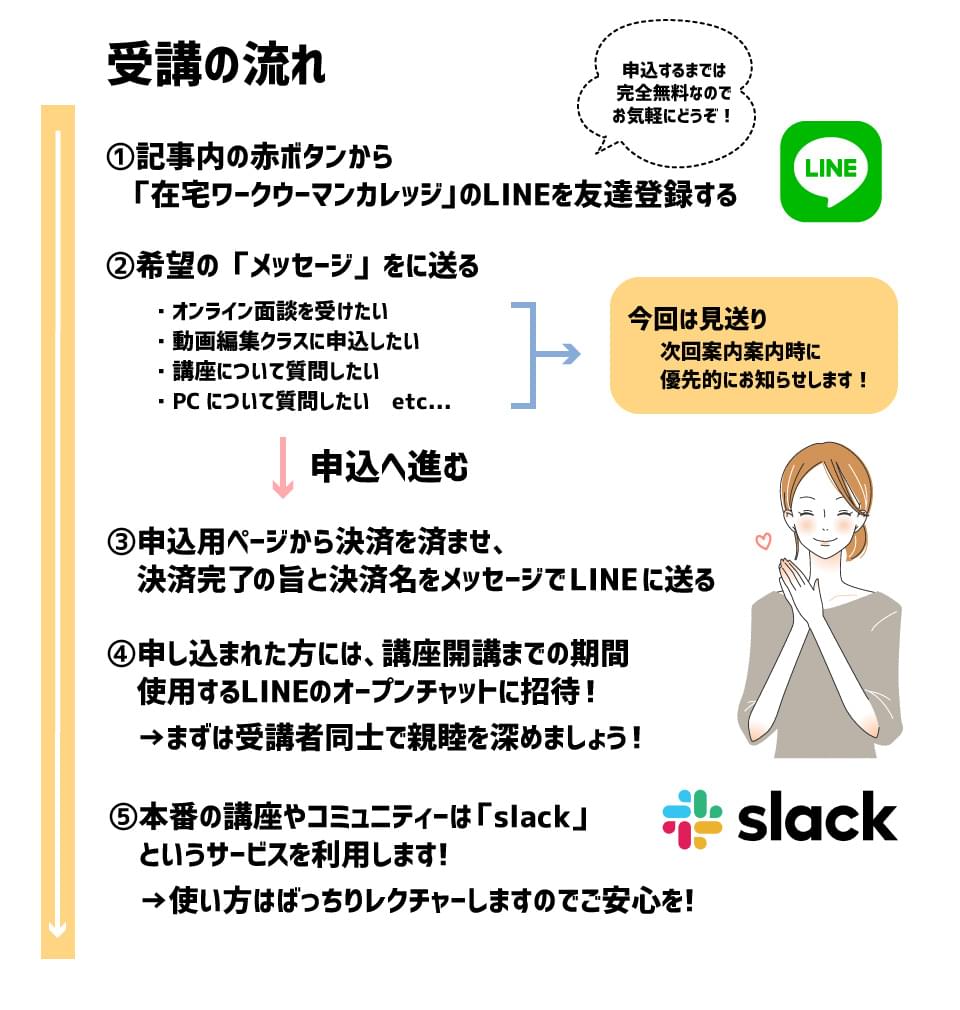 受講の流れ
申込するまでは
完全無料なので
お気軽にどうぞ！
①記事内の赤ボタンから
「在宅ワークウーマンカレッジ」のLINEを友達登録する
LINE
②希望の「メッセージ」をに送る
・オンライン面談を受けたい
・動画編集クラスに申込したい
・講座について質問したい
・PC について質問したい　etc...
今回は見送り
次回案内案内時に
優先的にお知らせします！
申込へ進む
③申込用ページから決済を済ませ、
決済完了の旨と決済名をメッセージでLINEに送る
④申し込まれた方には、講座開講までの期間
使用するLINEのオープンチャットに招待！
→まずは受講者同士で親睦を深めましょう！
⑤本番の講座やコミュニティーは「slack」
というサービスを利用します!
slack
→使い方はばっちりレクチャーしますのでご安心を!